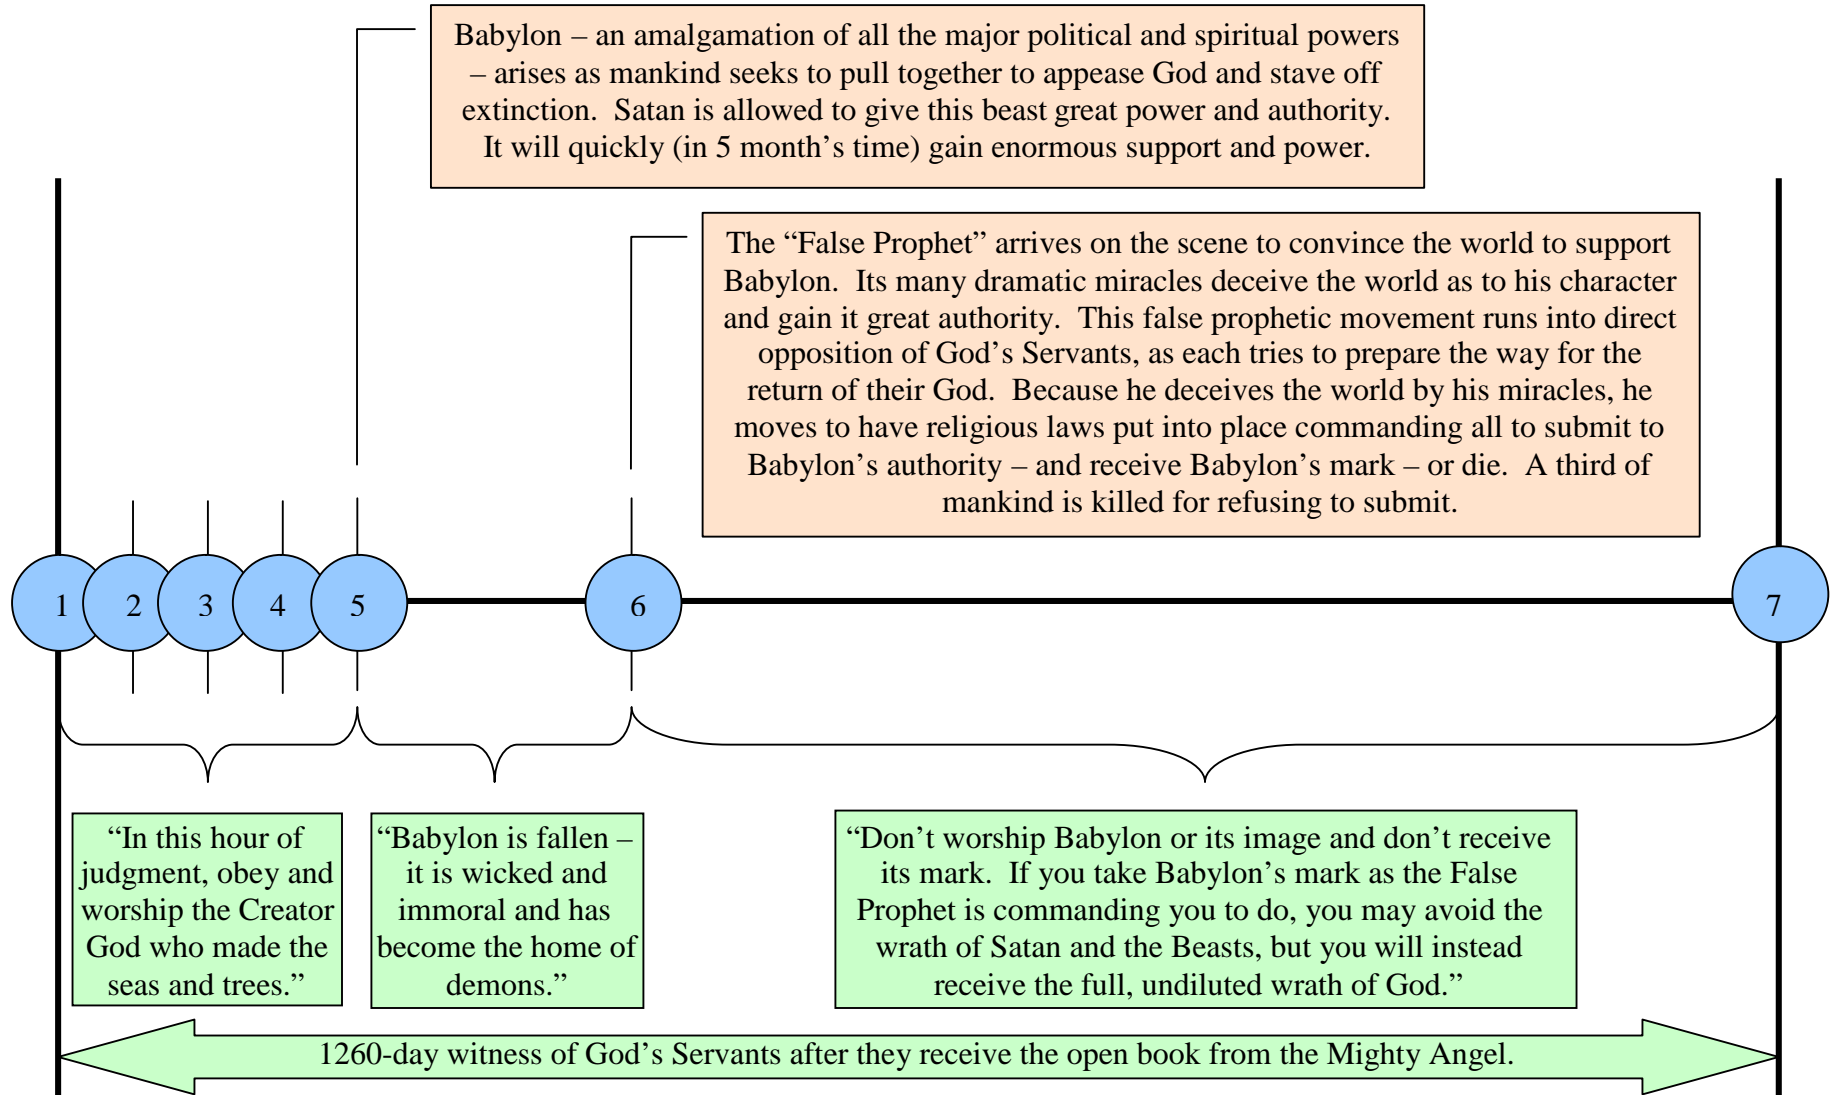 Babylon – an amalgamation of all the major political and spiritual powers
– arises as mankind seeks to pull together to appease God and stave off
extinction.  Satan is allowed to give this beast great power and authority.
It will quickly (in 5 month’s time) gain enormous support and power.
The “False Prophet” arrives on the scene to convince the world to support
Babylon.  Its many dramatic miracles deceive the world as to his character
and gain it great authority.  This false prophetic movement runs into direct
opposition of God’s Servants, as each tries to prepare the way for the
return of their God.  Because he deceives the world by his miracles, he
moves to have religious laws put into place commanding all to submit to
Babylon’s authority – and receive Babylon’s mark – or die.  A third of
mankind is killed for refusing to submit.
1 2 3 4 5 6 7
“In this hour of
judgment, obey and
worship the Creator
God who made the
seas and trees.”
“Babylon is fallen –
it is wicked and
immoral and has
become the home of
demons.”
“Don’t worship Babylon or its image and don’t receive
its mark.  If you take Babylon’s mark as the False
Prophet is commanding you to do, you may avoid the
wrath of Satan and the Beasts, but you will instead
receive the full, undiluted wrath of God.”
1260-day witness of God’s Servants after they receive the open book from the Mighty Angel.